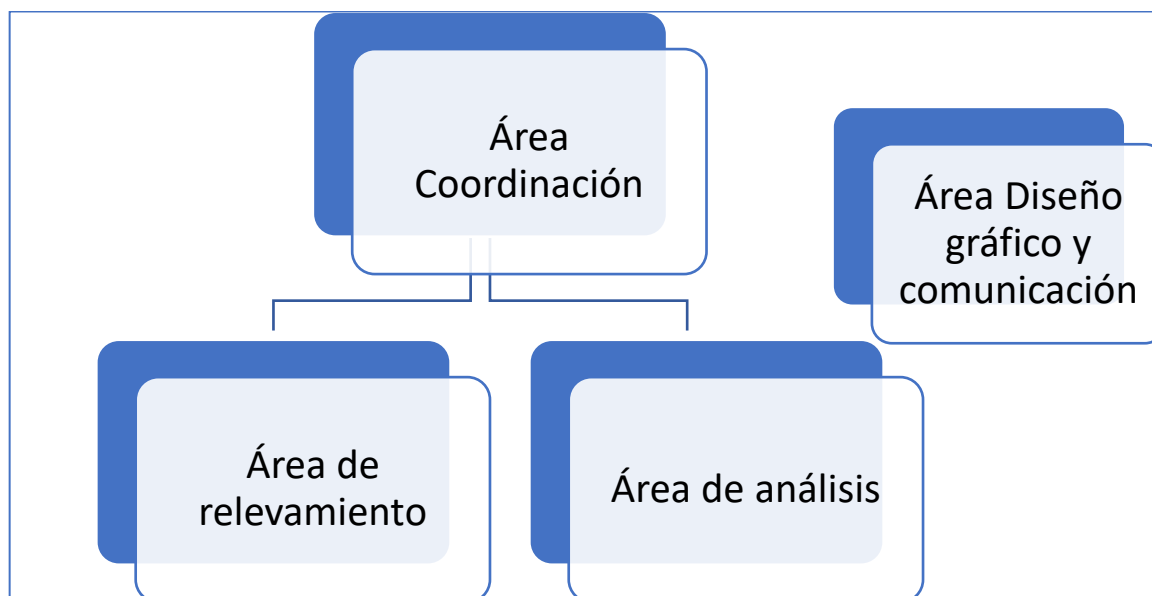 Área
Coordinación
Área Diseño
gráfico y
comunicación
Área de
relevamiento
Área de análisis